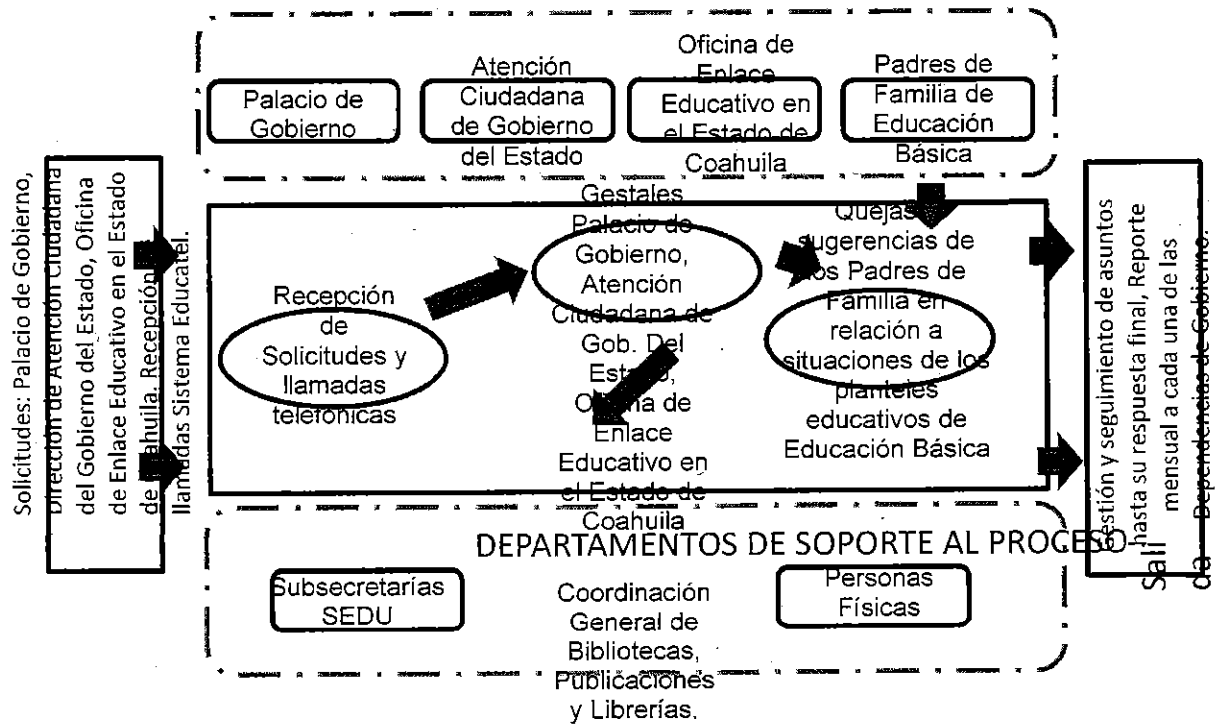 Palacio de
Gobierno
Atención
Ciudadana
de Gobierno
del Estado
Oficina de
Enlace
Educativo en
el Estado de
Coahuila
Padres de
Familia de
Educación
Básica
Solicitudes: Palacio de Gobierno,
Dirección de Atención Ciudadana
del Gobierno del Estado, Oficina
de Enlace Educativo en el Estado
de Coahuila. Recepción
llamadas Sistema Educatel.
Recepción
de
Solicitudes y
llamadas
telefónicas
Gestales
Palacio de
Gobierno,
Atención
Ciudadana de
Gob. Del
Estado,
Oficina de
Enlace
Educativo en
el Estado de
Coahuila
Quejas
sugerencias de
los Padres de
Familia en
relación a
situaciones de los
planteles
educativos de
Educación Básica
Gestión y seguimiento de asuntos
hasta su respuesta final, Reporte
mensual a cada una de las
Dependencias de Gobierno.
Sali
da
DEPARTAMENTOS DE SOPORTE AL PROCESO
Subsecretarías
SEDU
Coordinación
General de
Bibliotecas,
Publicaciones
y Librerías.
Personas
Físicas